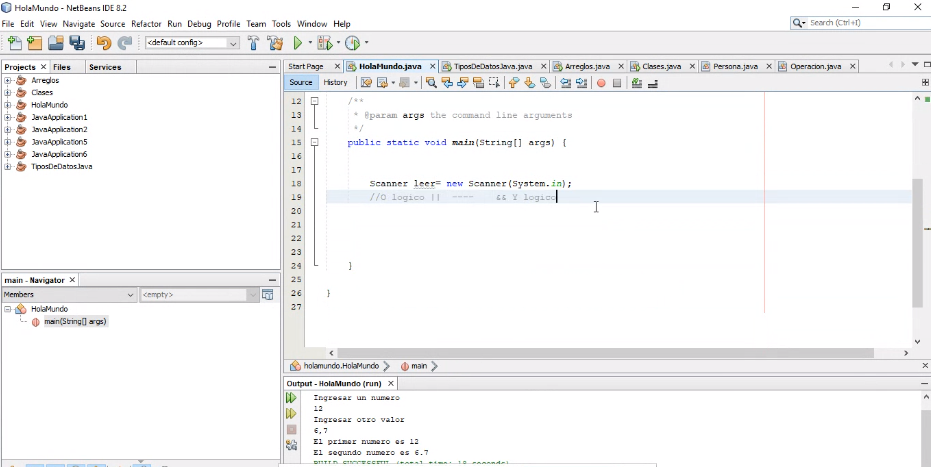 HolaMundo - NetBeans IDE 8.2
File Edit View Navigate Source Refactor Run Debug Profile Team Tools Window Help
<default config>
Search (Ctrl+I)
Projects Files Services
Arreglos
Clases
HolaMundo
JavaApplication1
JavaApplication2
JavaApplication5
JavaApplication6
TiposDeDatosJava
main - Navigator
Members <empty>
HolaMundo
main(String[] args)
Start Page HolaMundo.java TiposDeDatosJava.java Arreglos.java Clases.java Persona.java Operacion.java
Source History
12 /**
13 * @param args the command line arguments
14 */
15 public static void main(String[] args) {
16
17
18 Scanner leer= new Scanner(System.in);
19 //O logico || ---- && Y logico
20
21
22
23
24 }
25
26 }
27
holamundo.HolaMundo main
Output - HolaMundo (run)
Ingresar un numero
12
Ingresar otro valor
6,7
El primer numero es 12
El segundo numero es 6.7
BUILD SUCCESSFUL (total time: 18 seconds)